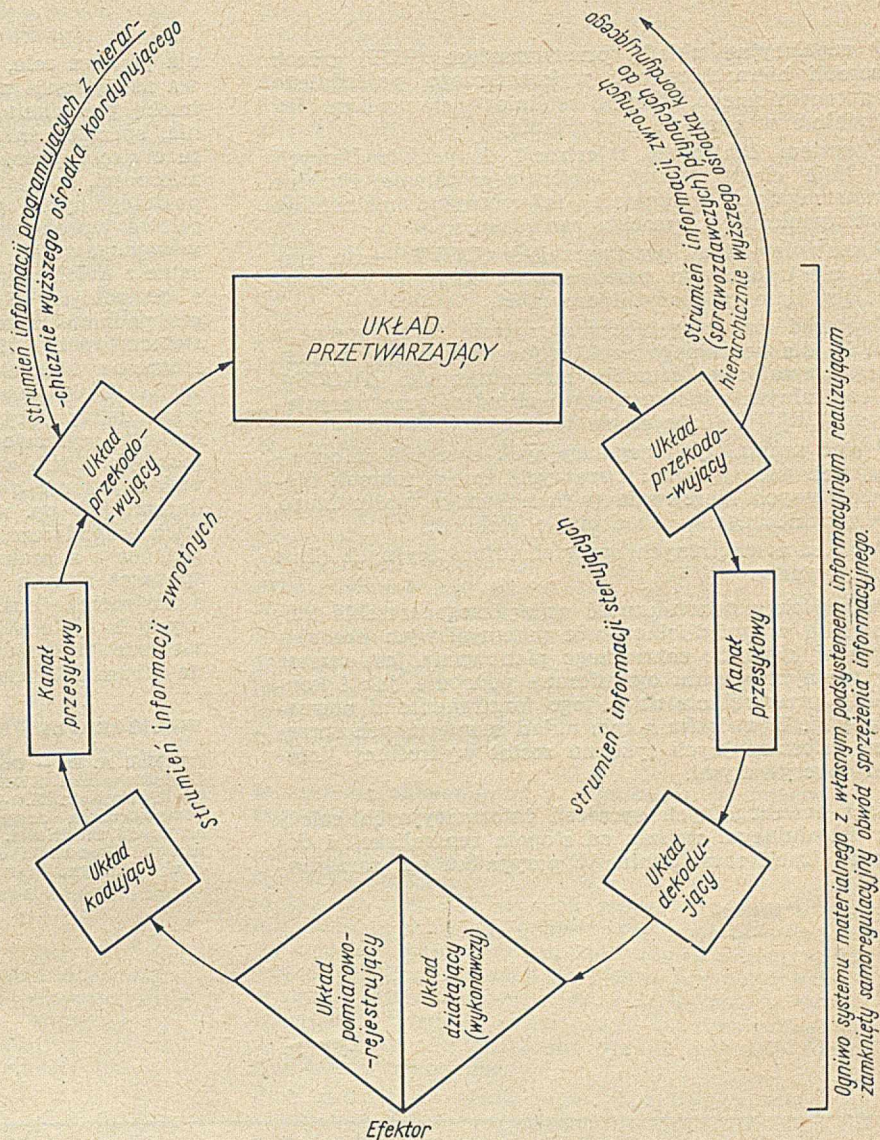 Strumień informacji programujących z hierar-
-chicznie wyższego ośrodka koordynującego
Strumień informacji zwrotnych
(sprawozdawczych) płynących do
hierarchicznie wyższego ośrodka koordynującego
UKŁAD.
PRZETWARZAJĄCY
Układ
przekodo-
-wujący
Układ
przekodo-
-wujący
Strumień informacji zwrotnych
Strumień informacji sterujących
Kanał
przesyłowy
Kanał
przesyłowy
Układ
kodujący
Układ
dekodu-
-jący
Układ
pomiarowo-
-rejestrujący
Układ
działający
(wykonawczy)
Efektor
Ogniwo systemu materialnego z własnym podsystemem informacyjnym realizującym
zamknięty samoregulacyjny obwód sprzężenia informacyjnego.